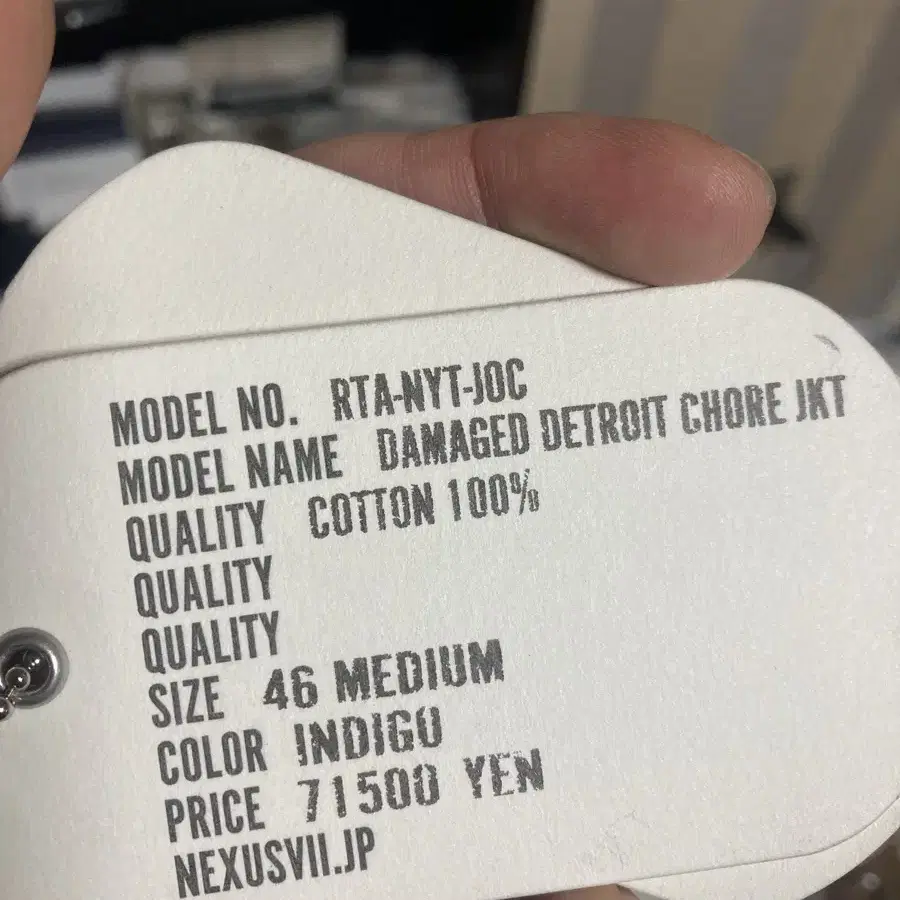 MODEL NO. RTA-NYT-J0C
MODEL NAME DAMAGED DETROIT CHORE JKT
QUALITY COTTON 100%
QUALITY
QUALITY
SIZE 46 MEDIUM
COLOR INDIGO
PRICE 71500 YEN
NEXUSVII.JP